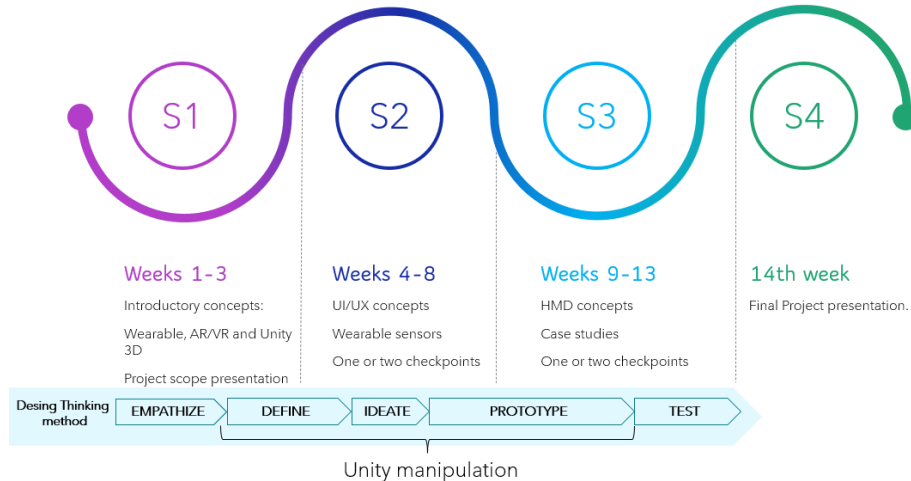 S1
S2
S3
S4
Weeks 1-3
Introductory concepts:
Wearable, AR/VR and Unity
3D
Project scope presentation
Weeks 4-8
UI/UX concepts
Wearable sensors
One or two checkpoints
Weeks 9-13
HMD concepts
Case studies
One or two checkpoints
14th week
Final Project presentation.
Desing Thinking
method
EMPATHIZE
DEFINE
IDEATE
PROTOTYPE
TEST
Unity manipulation